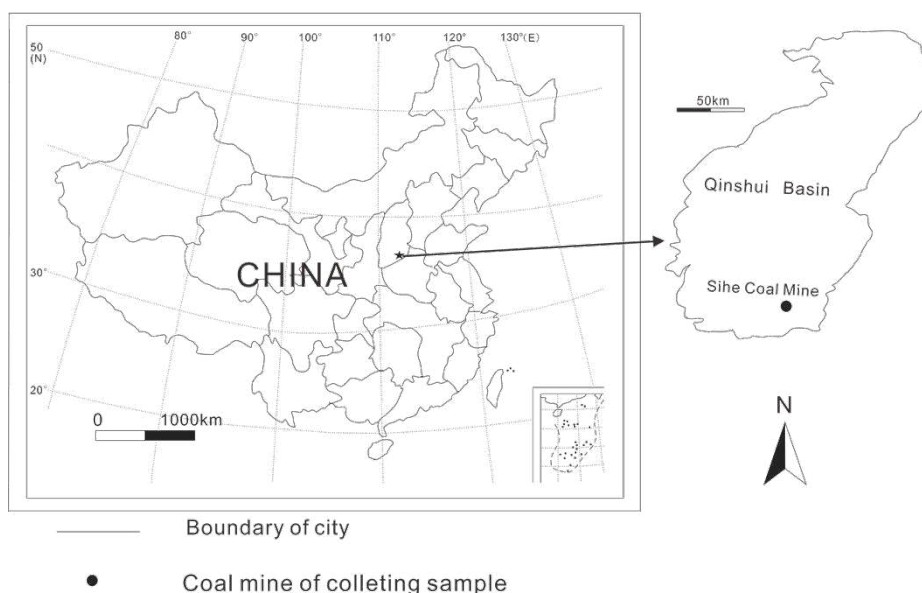 80° 90° 100° 110° 120° 130°(E)
50
(N)
50km
Qinshui Basin
CHINA
Sihe Coal Mine
30°
20°
0 1000km
N
Boundary of city
Coal mine of colleting sample